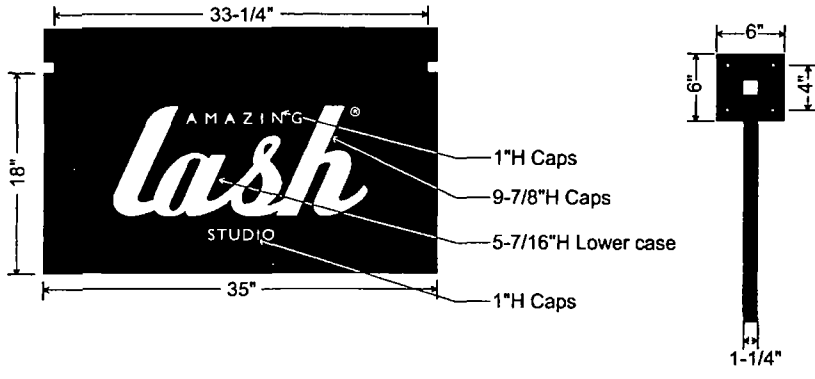 33-1/4"
6"
6"
4"
18"
AMAZING
®
lash
STUDIO
1"H Caps
9-7/8"H Caps
5-7/16"H Lower case
1"H Caps
35"
1-1/4"